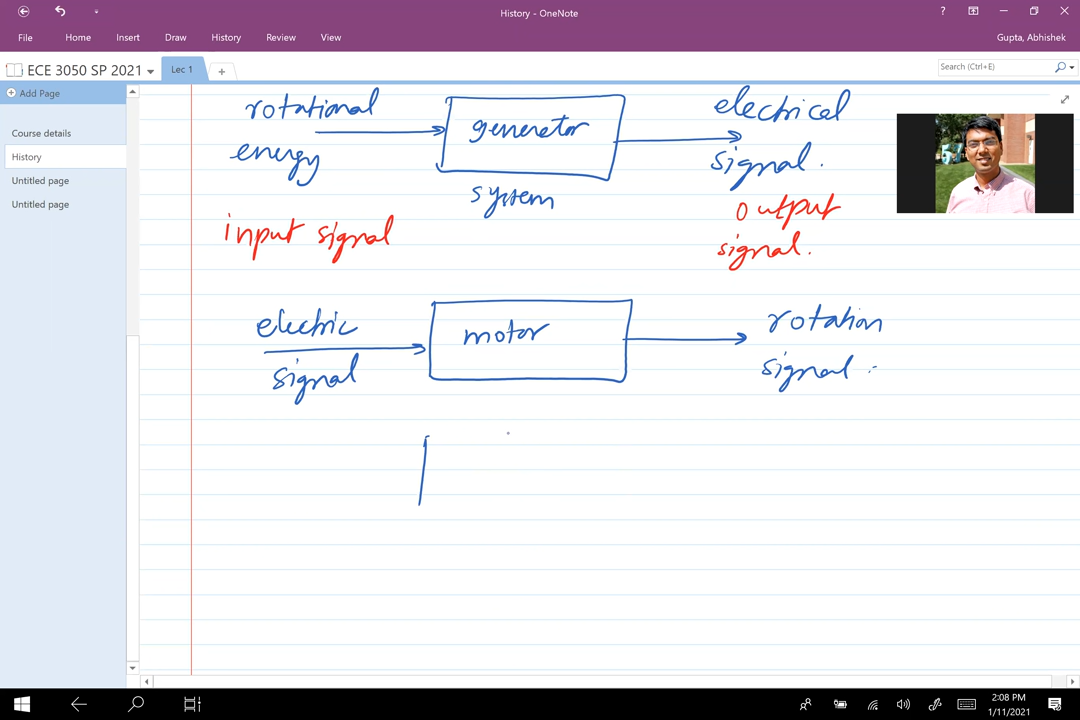 History - OneNote
?
File Home Insert Draw History Review View
Gupta, Abhishek
ECE 3050 SP 2021
Lec 1
+
Search (Ctrl+E)
Add Page
Course details
History
Untitled page
Untitled page
rotational
energy
generator
system
electrical
signal.
input signal
output
signal.
electric
signal
motor
rotation
signal.
2:08 PM
1/11/2021